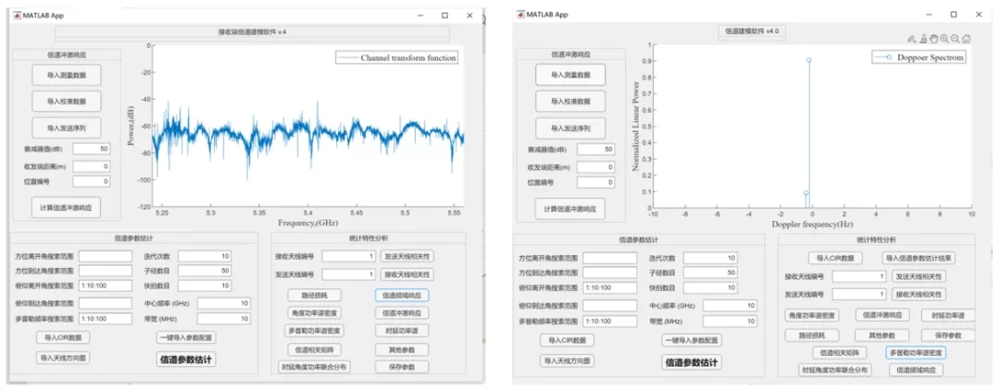 MATLAB App
接收端信道建模软件 v.4
信道冲激响应
导入测量数据
导入校准数据
导入发送序列
衰减器值(dB) 50
收发端距离(m) 0
位置编号 0
计算信道冲激响应
Channel transform function
Power,(dB)
0
-20
-40
-60
-80
-100
-120
5.25 5.3 5.35 5.4 5.45 5.5 5.55
Frequency,(GHz)
信道参数估计
方位离开角搜索范围 迭代次数 10
方位到达角搜索范围 子径数目 50
俯仰离开角搜索范围 1:10:100 快拍数目 10
俯仰到达角搜索范围 中心频率 (GHz) 10
多普勒频率搜索范围 1:10:100 带宽 (MHz) 10
导入CIR数据 一键导入参数配置
导入天线方向图 信道参数估计
统计特性分析
接收天线编号 1 发送天线相关性
发送天线编号 1 接收天线相关性
路径损耗 信道频域响应
角度功率谱密度 信道冲激响应
多普勒功率谱密度 时延功率谱
信道相关矩阵 其他参数
时延角度功率联合分布 保存参数
MATLAB App
信道建模软件 v4.0
信道冲激响应
导入测量数据
导入校准数据
导入发送序列
衰减器值(dB) 50
收发端距离(m) 0
位置编号 0
计算信道冲激响应
Doppoer Spectrom
Normalized Linear Power
1
0.9
0.8
0.7
0.6
0.5
0.4
0.3
0.2
0.1
0
-10 -8 -6 -4 -2 0 2 4 6 8 10
Doppler frequency(Hz)
信道参数估计
方位离开角搜索范围 迭代次数 10
方位到达角搜索范围 子径数目 50
俯仰离开角搜索范围 1:10:100 快拍数目 10
俯仰到达角搜索范围 中心频率 (GHz) 10
多普勒频率搜索范围 1:10:100 带宽 (MHz) 10
导入CIR数据 一键导入参数配置
导入天线方向图 信道参数估计
统计特性分析
导入CIR数据 导入信道参数估计结果
接收天线编号 1 发送天线相关性
发送天线编号 1 接收天线相关性
角度功率谱密度 信道冲激响应 时延功率谱
路径损耗 其他参数 保存参数
信道相关矩阵 多普勒功率谱密度
时延角度功率联合分布 信道频域响应